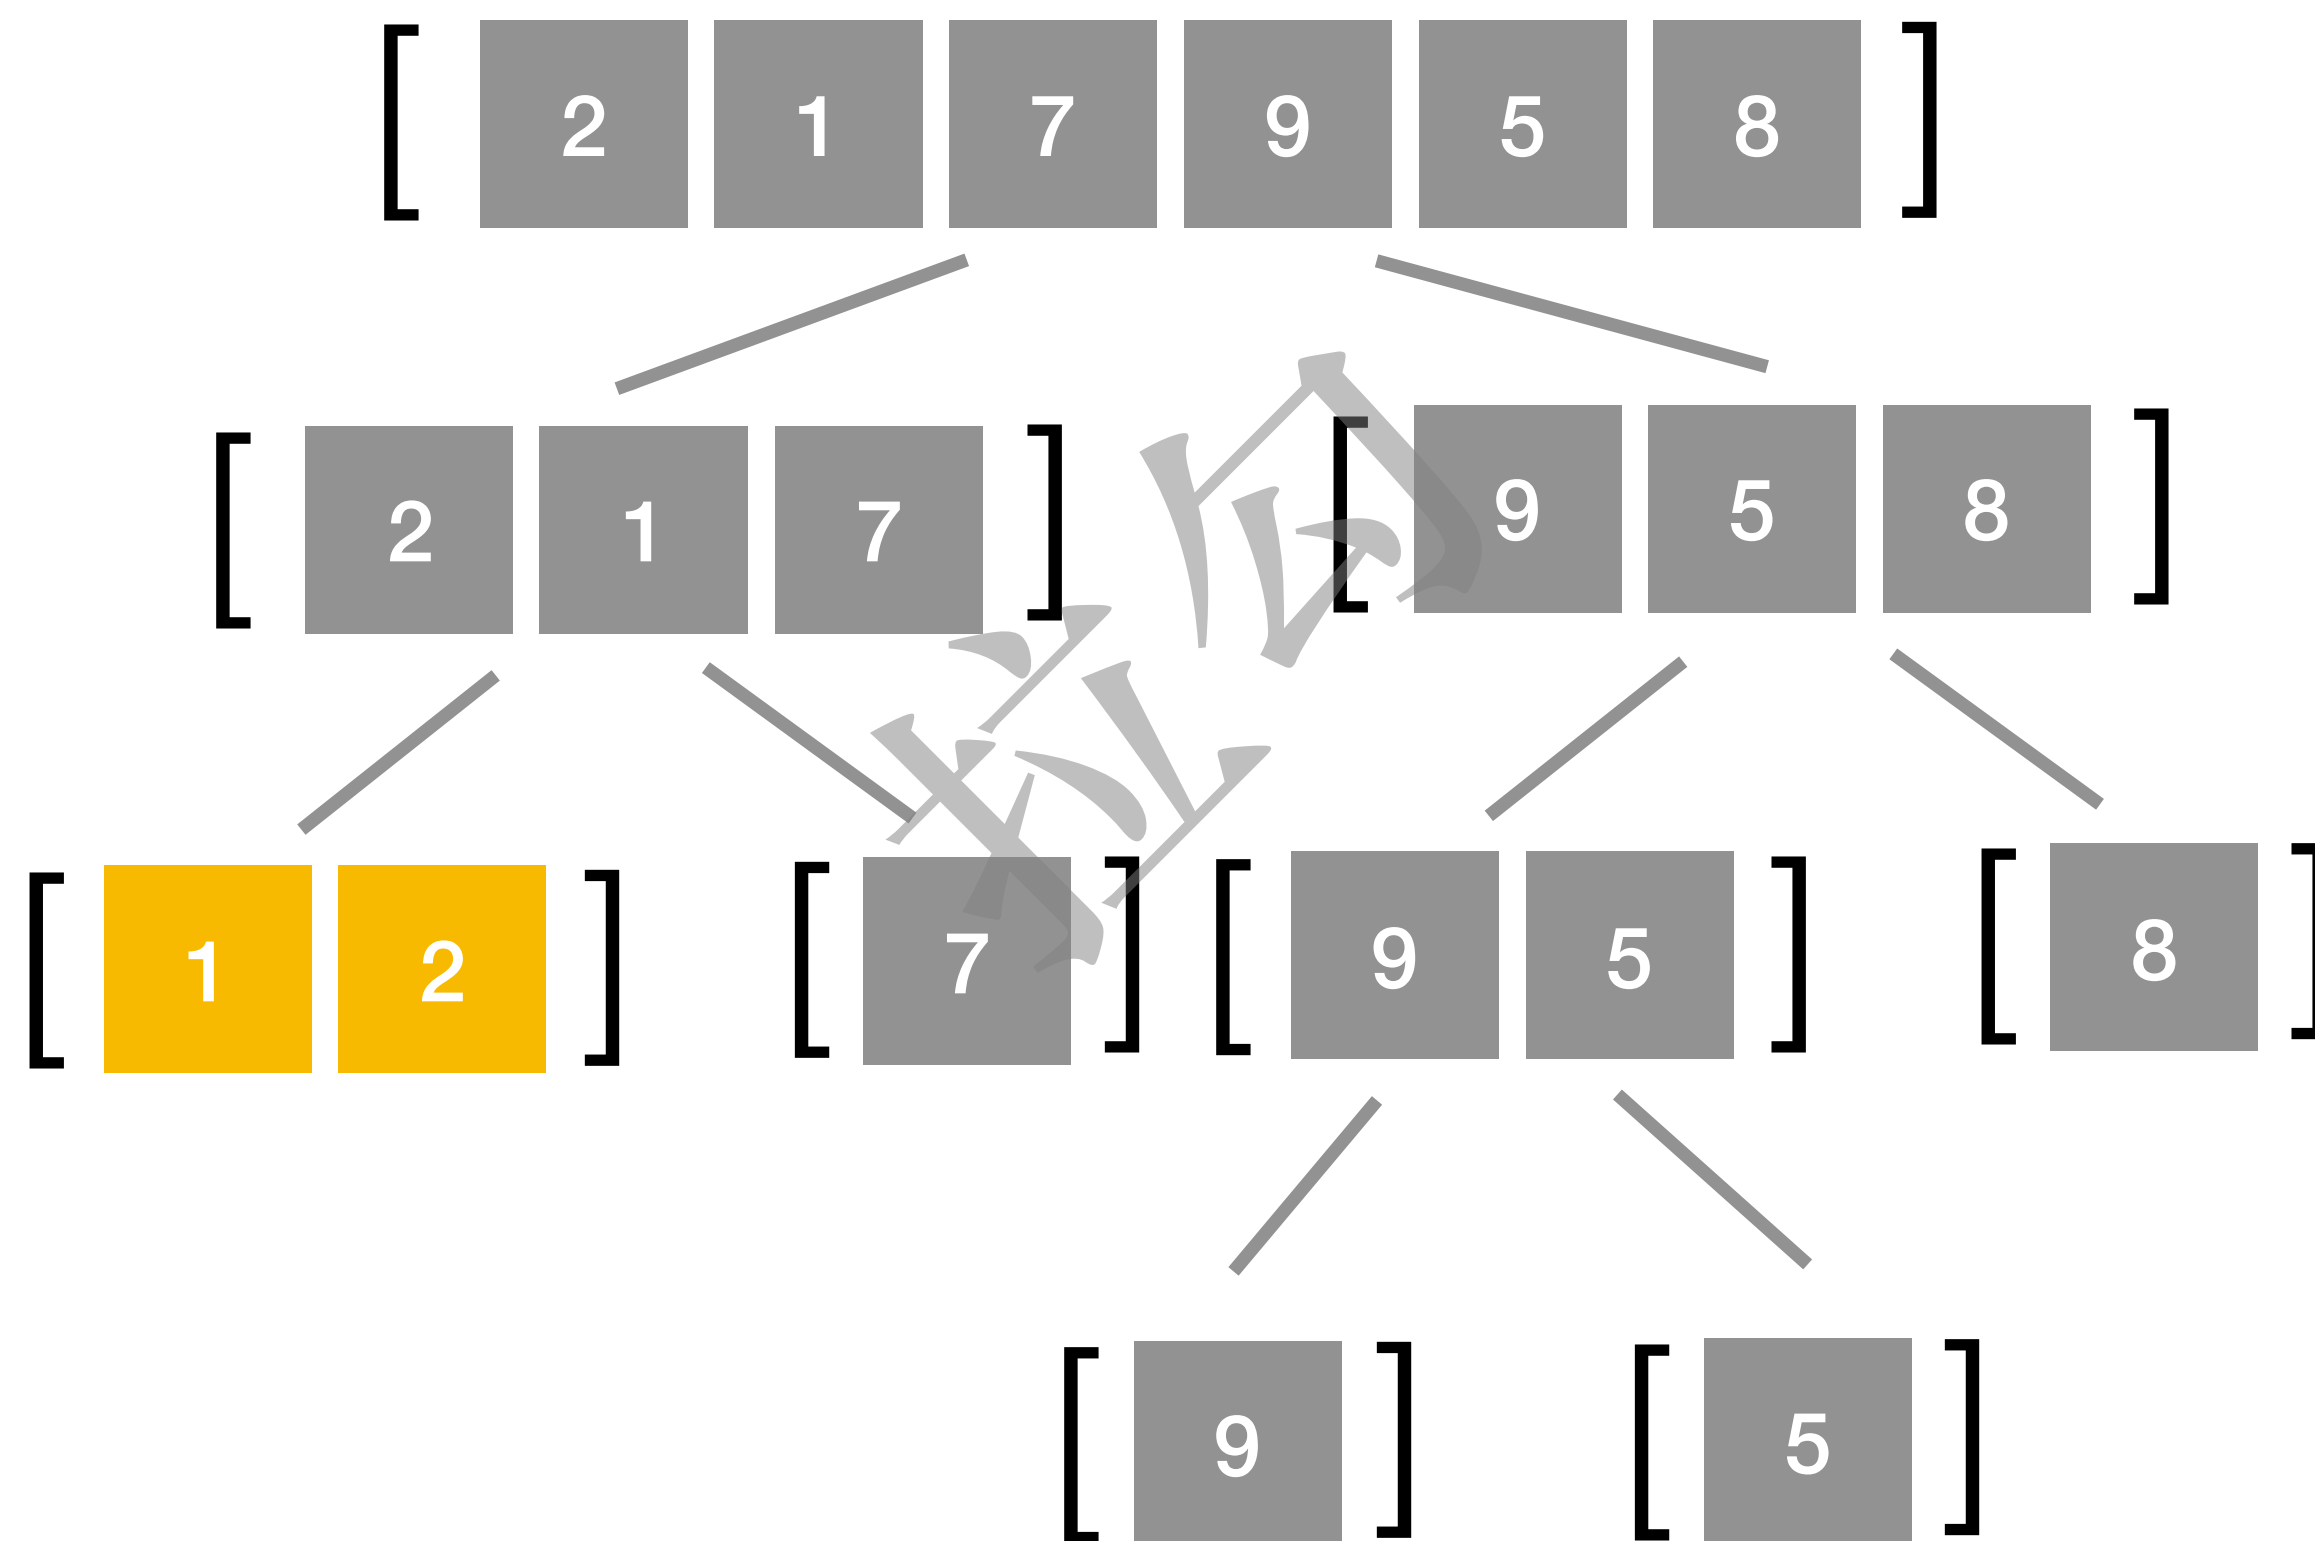 [ 2 1 7 9 5 8 ]
[ 2 1 7 ] [ 9 5 8 ]
[ 1 2 ] [ 7 ] [ 9 5 ] [ 8 ]
[ 9 ] [ 5 ]